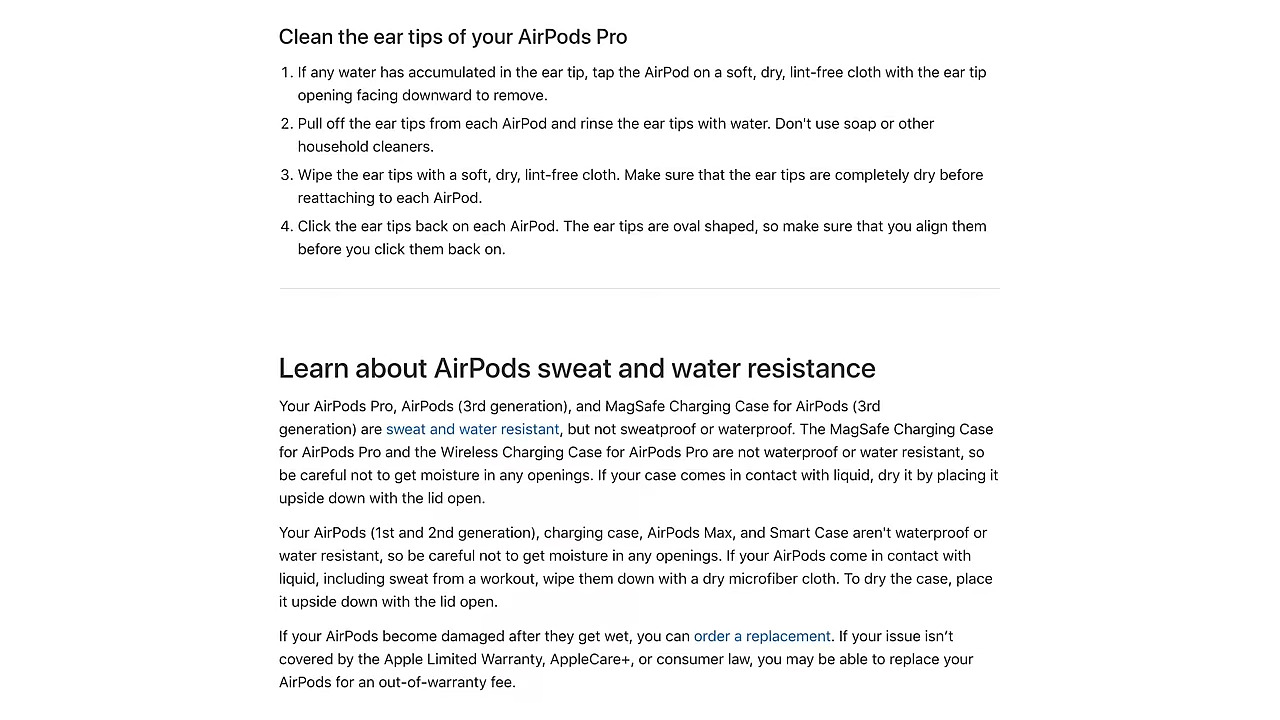 Clean the ear tips of your AirPods Pro
1. If any water has accumulated in the ear tip, tap the AirPod on a soft, dry, lint-free cloth with the ear tip
opening facing downward to remove.
2. Pull off the ear tips from each AirPod and rinse the ear tips with water. Don't use soap or other
household cleaners.
3. Wipe the ear tips with a soft, dry, lint-free cloth. Make sure that the ear tips are completely dry before
reattaching to each AirPod.
4. Click the ear tips back on each AirPod. The ear tips are oval shaped, so make sure that you align them
before you click them back on.
Learn about AirPods sweat and water resistance
Your AirPods Pro, AirPods (3rd generation), and MagSafe Charging Case for AirPods (3rd
generation) are sweat and water resistant, but not sweatproof or waterproof. The MagSafe Charging Case
for AirPods Pro and the Wireless Charging Case for AirPods Pro are not waterproof or water resistant, so
be careful not to get moisture in any openings. If your case comes in contact with liquid, dry it by placing it
upside down with the lid open.
Your AirPods (1st and 2nd generation), charging case, AirPods Max, and Smart Case aren't waterproof or
water resistant, so be careful not to get moisture in any openings. If your AirPods come in contact with
liquid, including sweat from a workout, wipe them down with a dry microfiber cloth. To dry the case, place
it upside down with the lid open.
If your AirPods become damaged after they get wet, you can order a replacement. If your issue isn’t
covered by the Apple Limited Warranty, AppleCare+, or consumer law, you may be able to replace your
AirPods for an out-of-warranty fee.